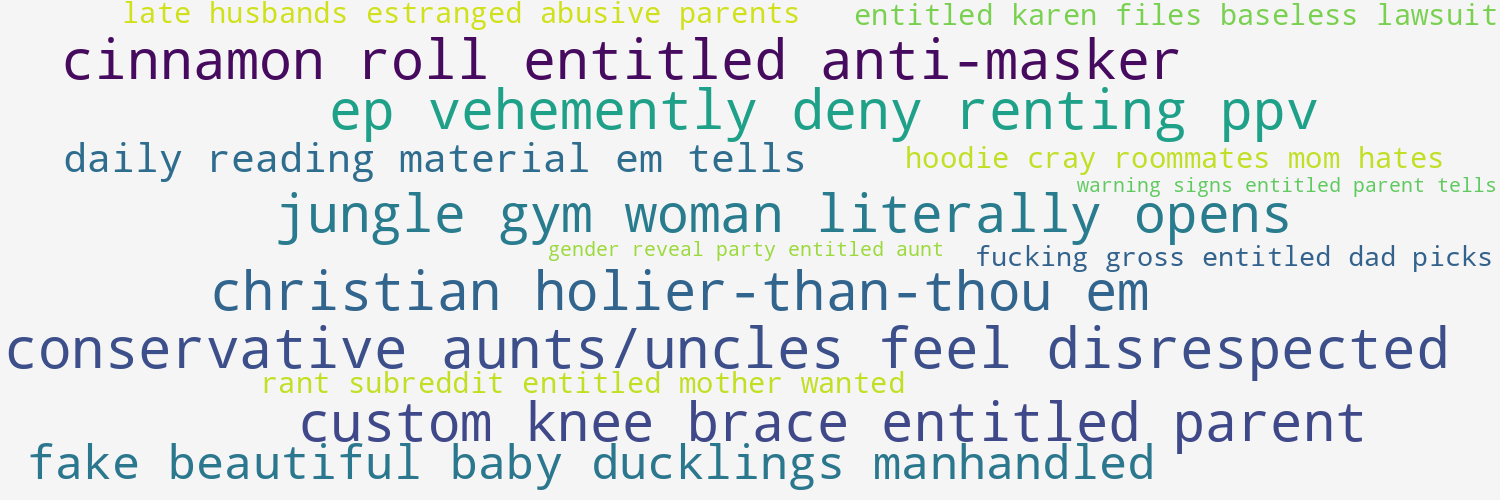 late husbands estranged abusive parents
entitled karen files baseless lawsuit
cinnamon roll entitled anti-masker
ep vehemently deny renting ppv
daily reading material em tells
hoodie cray roommates mom hates
warning signs entitled parent tells
jungle gym woman literally opens
gender reveal party entitled aunt
fucking gross entitled dad picks
christian holier-than-thou em
conservative aunts/uncles feel disrespected
rant subreddit entitled mother wanted
custom knee brace entitled parent
fake beautiful baby ducklings manhandled